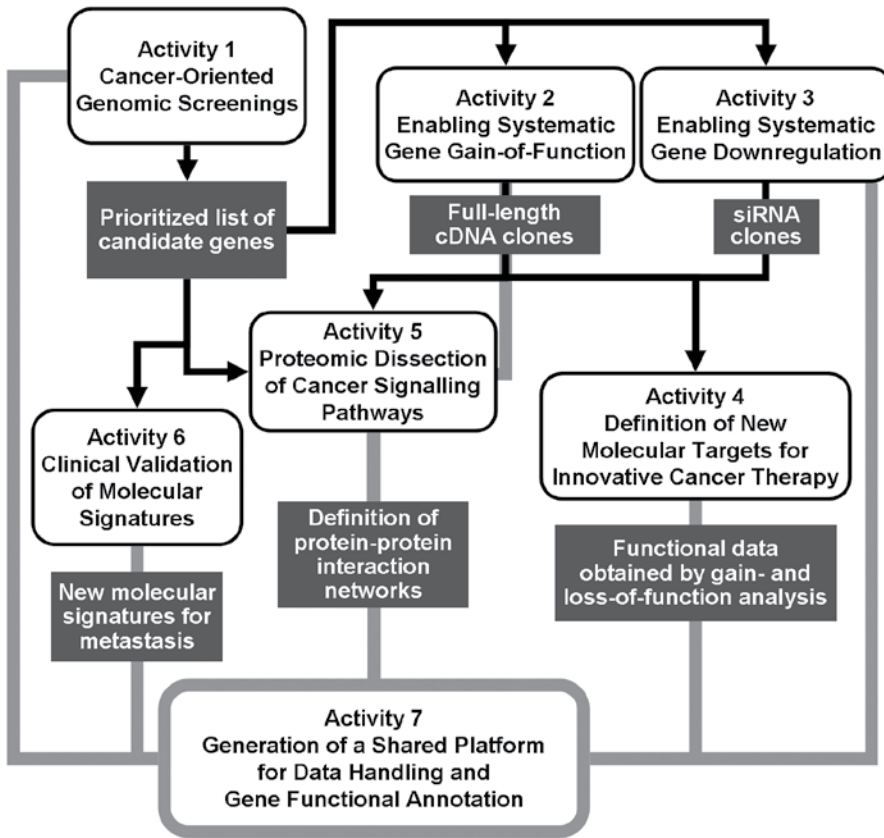 Activity 1
Cancer-Oriented
Genomic Screenings
Activity 2
Enabling Systematic
Gene Gain-of-Function
Activity 3
Enabling Systematic
Gene Downregulation
Prioritized list of
candidate genes
Full-length
cDNA clones
siRNA
clones
Activity 5
Proteomic Dissection
of Cancer Signalling
Pathways
Activity 4
Definition of New
Molecular Targets for
Innovative Cancer Therapy
Activity 6
Clinical Validation
of Molecular
Signatures
Definition of
protein-protein
interaction
networks
Functional data
obtained by gain- and
loss-of-function analysis
New molecular
signatures for
metastasis
Activity 7
Generation of a Shared Platform
for Data Handling and
Gene Functional Annotation